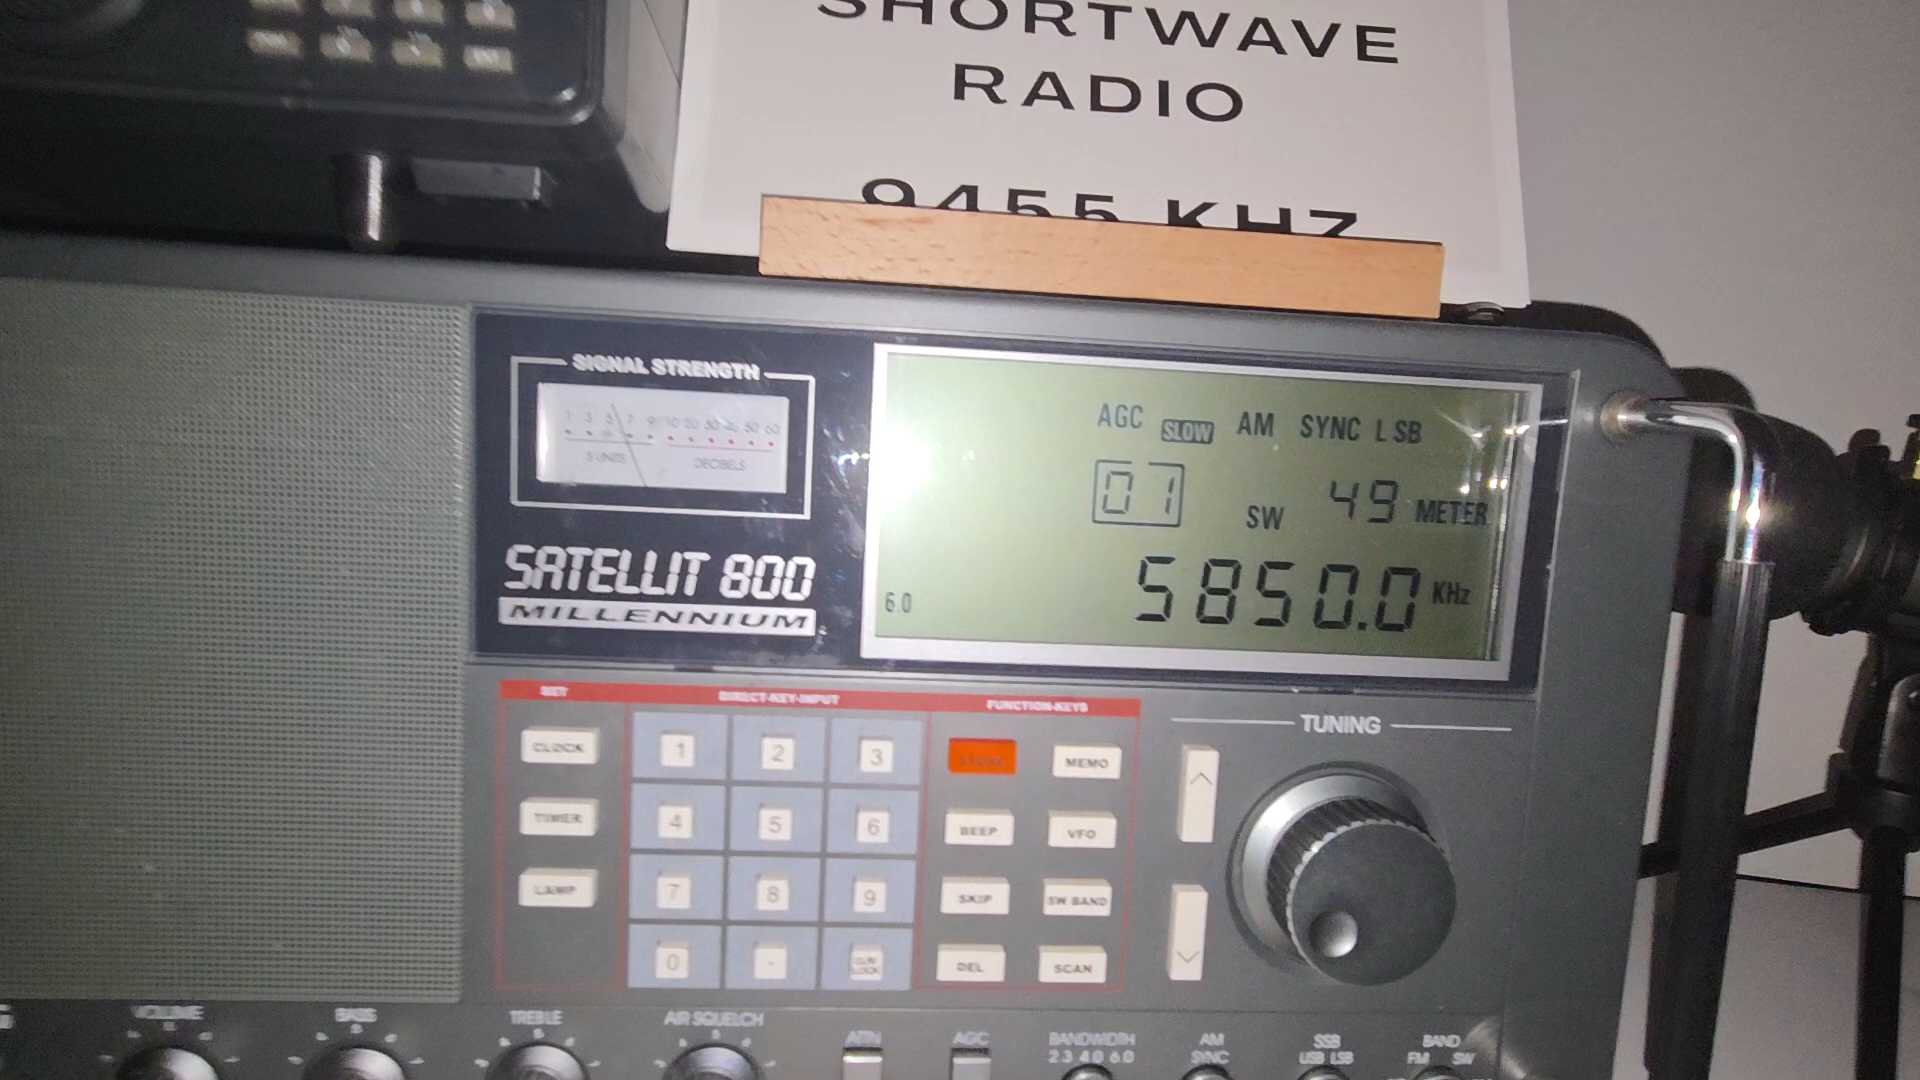 SHORTWAVE
RADIO
9455 KHZ
SIGNAL STRENGTH
1 3 5 7 9 10 20 30 40 50 60
S UNITS DECIBELS
SATELLIT 800
MILLENNIUM
AGC SLOW AM SYNC L SB
01 SW 49 METER
6.0 5850.0 KHz
SET DIRECT-KEY-INPUT FUNCTION-KEYS
TUNING
CLOCK 1 2 3 MEMO
TIMER 4 5 6 BEEP VFO
LAMP 7 8 9 SKIP SW BAND
0 - DEL SCAN
VOLUME BASS TREBLE AIR SQUELCH AGC BANDWIDTH AM SSB BAND
2.3 4.0 6.0 SYNC USB LSB FM SW